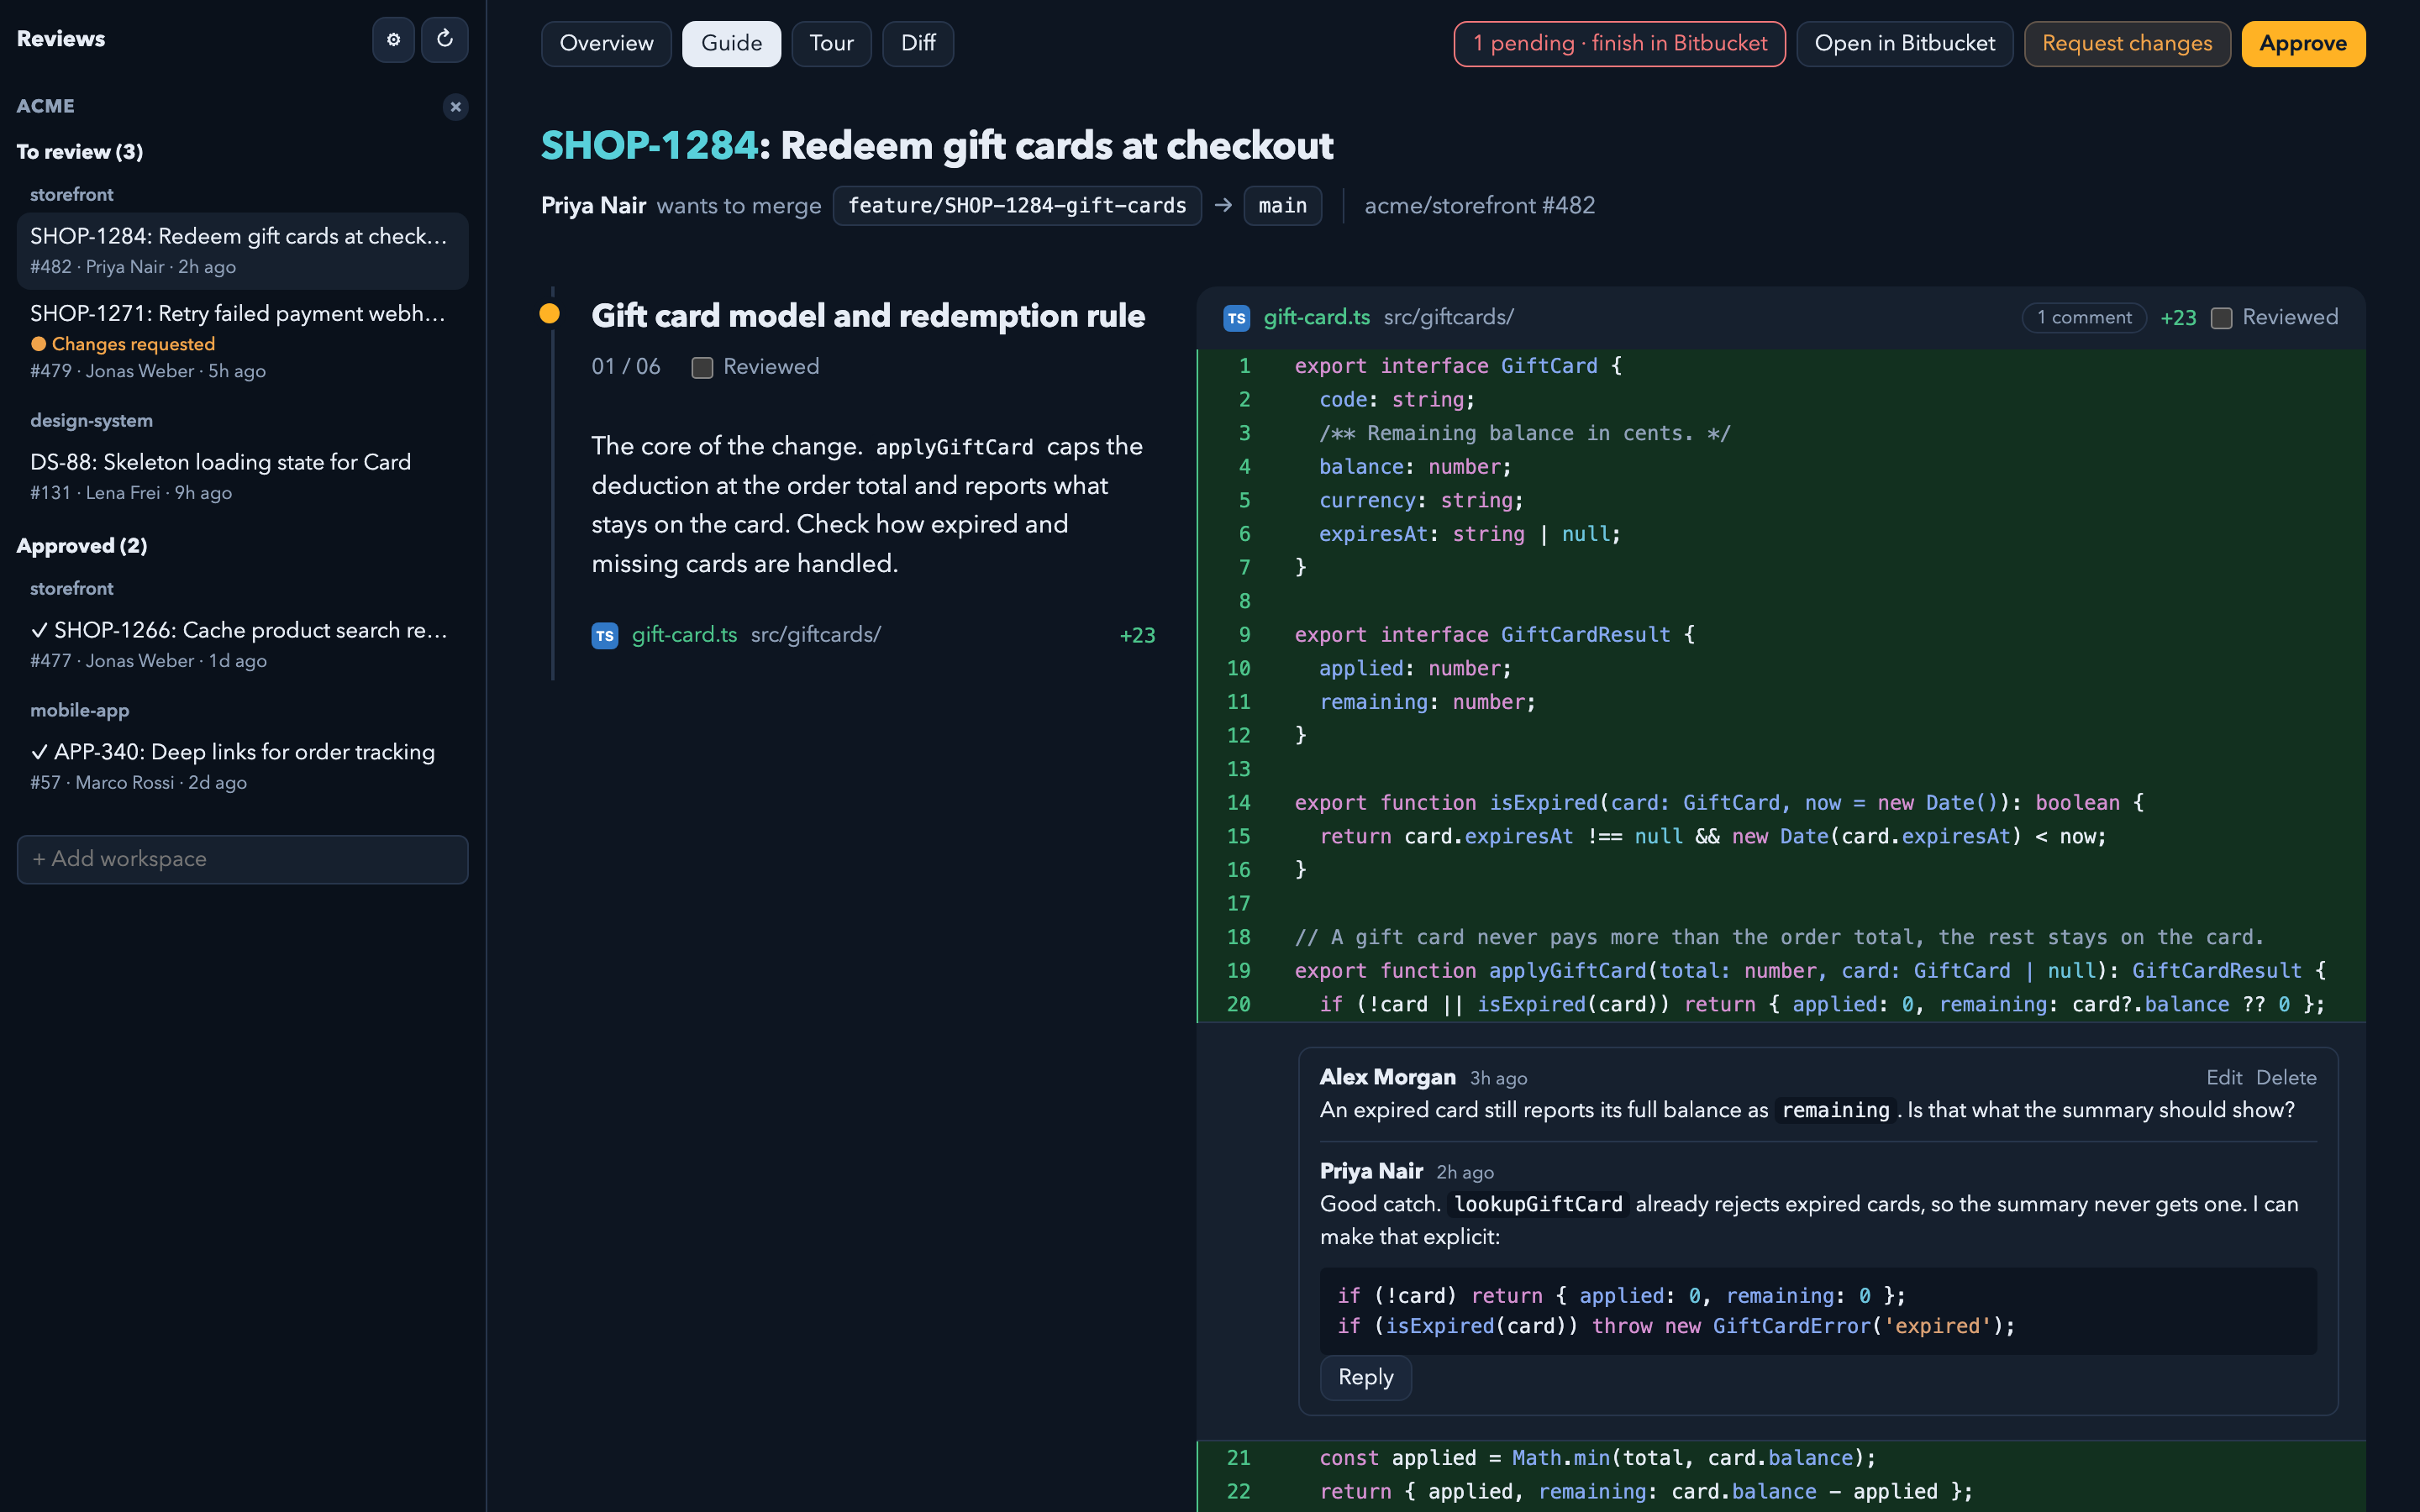 Reviews
ACME
To review (3)
storefront
SHOP-1284: Redeem gift cards at check…
#482 · Priya Nair · 2h ago
SHOP-1271: Retry failed payment webh…
Changes requested
#479 · Jonas Weber · 5h ago
design-system
DS-88: Skeleton loading state for Card
#131 · Lena Frei · 9h ago
Approved (2)
storefront
✓ SHOP-1266: Cache product search re…
#477 · Jonas Weber · 1d ago
mobile-app
✓ APP-340: Deep links for order tracking
#57 · Marco Rossi · 2d ago
+ Add workspace
Overview Guide Tour Diff
1 pending · finish in Bitbucket Open in Bitbucket Request changes Approve
SHOP-1284: Redeem gift cards at checkout
Priya Nair wants to merge feature/SHOP-1284-gift-cards → main acme/storefront #482
Gift card model and redemption rule
01 / 06 Reviewed
The core of the change. applyGiftCard caps the
deduction at the order total and reports what
stays on the card. Check how expired and
missing cards are handled.
TS gift-card.ts src/giftcards/ +23
TS gift-card.ts src/giftcards/ 1 comment +23 Reviewed
1 export interface GiftCard {
2 code: string;
3 /** Remaining balance in cents. */
4 balance: number;
5 currency: string;
6 expiresAt: string | null;
7 }
8
9 export interface GiftCardResult {
10 applied: number;
11 remaining: number;
12 }
13
14 export function isExpired(card: GiftCard, now = new Date()): boolean {
15 return card.expiresAt !== null && new Date(card.expiresAt) < now;
16 }
17
18 // A gift card never pays more than the order total, the rest stays on the card.
19 export function applyGiftCard(total: number, card: GiftCard | null): GiftCardResult {
20 if (!card || isExpired(card)) return { applied: 0, remaining: card?.balance ?? 0 };
Alex Morgan 3h ago Edit Delete
An expired card still reports its full balance as remaining. Is that what the summary should show?
Priya Nair 2h ago
Good catch. lookupGiftCard already rejects expired cards, so the summary never gets one. I can
make that explicit:
if (!card) return { applied: 0, remaining: 0 };
if (isExpired(card)) throw new GiftCardError('expired');
Reply
21 const applied = Math.min(total, card.balance);
22 return { applied, remaining: card.balance - applied };